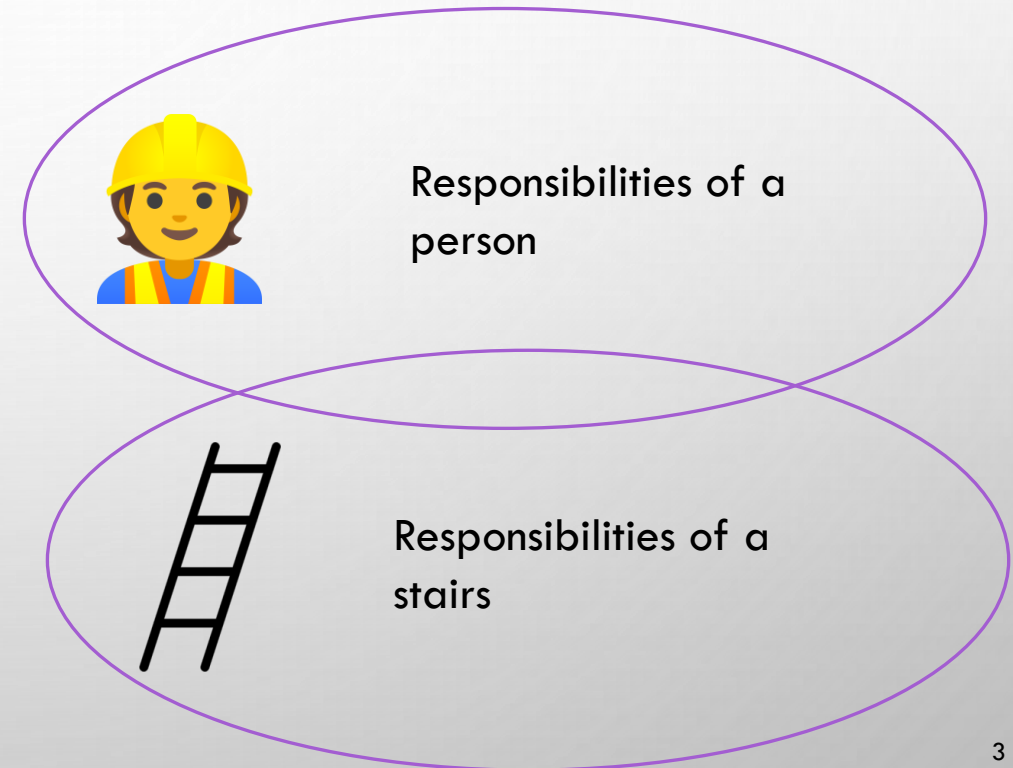 Responsibilities of a
person
Responsibilities of a
stairs
3